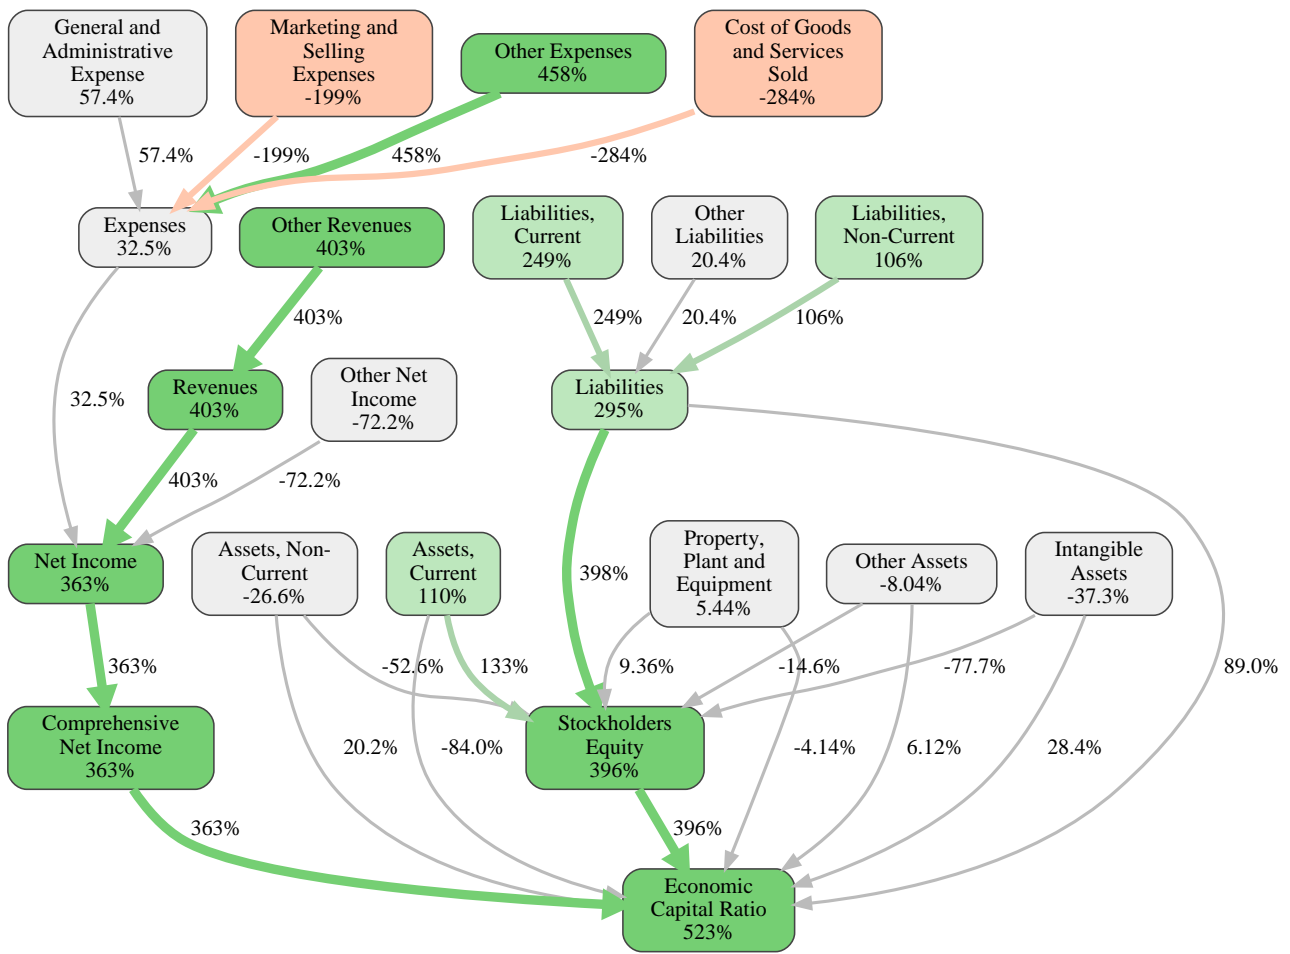 General and
Administrative
Expense
57.4%
Marketing and
Selling
Expenses
-199%
Other Expenses
458%
Cost of Goods
and Services
Sold
-284%
57.4%
-199%
458%
-284%
Expenses
32.5%
Other Revenues
403%
Liabilities,
Current
249%
Other
Liabilities
20.4%
Liabilities,
Non-Current
106%
403%
249%
20.4%
106%
32.5%
Revenues
403%
Other Net
Income
-72.2%
Liabilities
295%
403%
-72.2%
Net Income
363%
Assets, Non-
Current
-26.6%
Assets,
Current
110%
398%
Property,
Plant and
Equipment
5.44%
Other Assets
-8.04%
Intangible
Assets
-37.3%
363%
-52.6%
133%
9.36%
-14.6%
-77.7%
89.0%
Comprehensive
Net Income
363%
20.2%
-84.0%
Stockholders
Equity
396%
-4.14%
6.12%
28.4%
363%
396%
Economic
Capital Ratio
523%